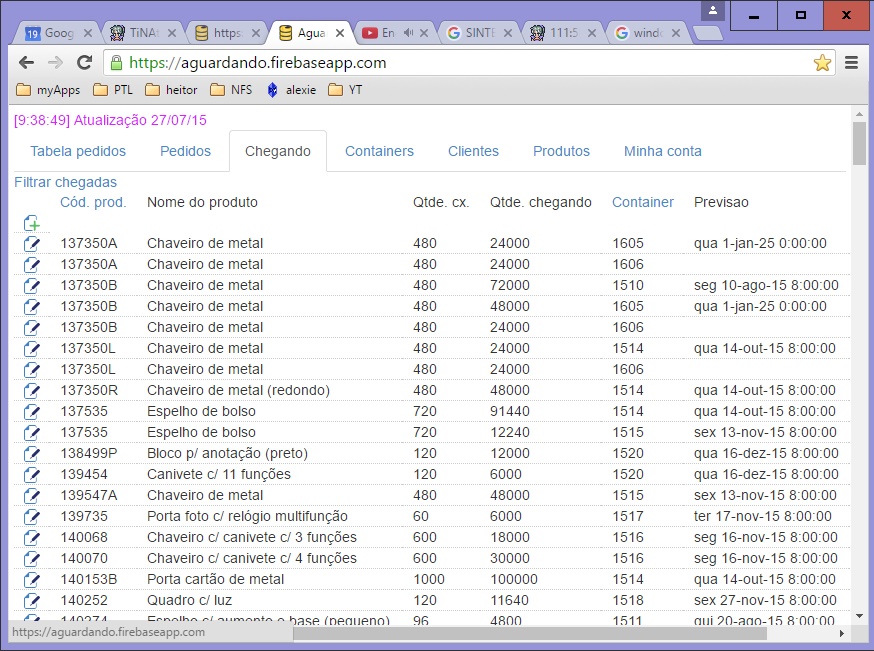 19 Goog TiNA https: Agua En SINTE 111:5 wind
https://aguardando.firebaseapp.com
myApps PTL heitor NFS alexie YT
[9:38:49] Atualização 27/07/15
Tabela pedidos Pedidos Chegando Containers Clientes Produtos Minha conta
Filtrar chegadas
Cód. prod. Nome do produto Qtde. cx. Qtde. chegando Container Previsao
137350A Chaveiro de metal 480 24000 1605 qua 1-jan-25 0:00:00
137350A Chaveiro de metal 480 24000 1606
137350B Chaveiro de metal 480 72000 1510 seg 10-ago-15 8:00:00
137350B Chaveiro de metal 480 48000 1605 qua 1-jan-25 0:00:00
137350B Chaveiro de metal 480 24000 1606
137350L Chaveiro de metal 480 24000 1514 qua 14-out-15 8:00:00
137350L Chaveiro de metal 480 24000 1606
137350R Chaveiro de metal (redondo) 480 48000 1514 qua 14-out-15 8:00:00
137535 Espelho de bolso 720 91440 1514 qua 14-out-15 8:00:00
137535 Espelho de bolso 720 12240 1515 sex 13-nov-15 8:00:00
138499P Bloco p/ anotação (preto) 120 12000 1520 qua 16-dez-15 8:00:00
139454 Canivete c/ 11 funções 120 6000 1520 qua 16-dez-15 8:00:00
139547A Chaveiro de metal 480 48000 1515 sex 13-nov-15 8:00:00
139735 Porta foto c/ relógio multifunção 60 6000 1517 ter 17-nov-15 8:00:00
140068 Chaveiro c/ canivete c/ 3 funções 600 18000 1516 seg 16-nov-15 8:00:00
140070 Chaveiro c/ canivete c/ 4 funções 600 30000 1516 seg 16-nov-15 8:00:00
140153B Porta cartão de metal 1000 100000 1514 qua 14-out-15 8:00:00
140252 Quadro c/ luz 120 11640 1518 sex 27-nov-15 8:00:00
140274 Espelho c/ aumento e base (pequeno) 96 4800 1511 qui 20-ago-15 8:00:00
https://aguardando.firebaseapp.com